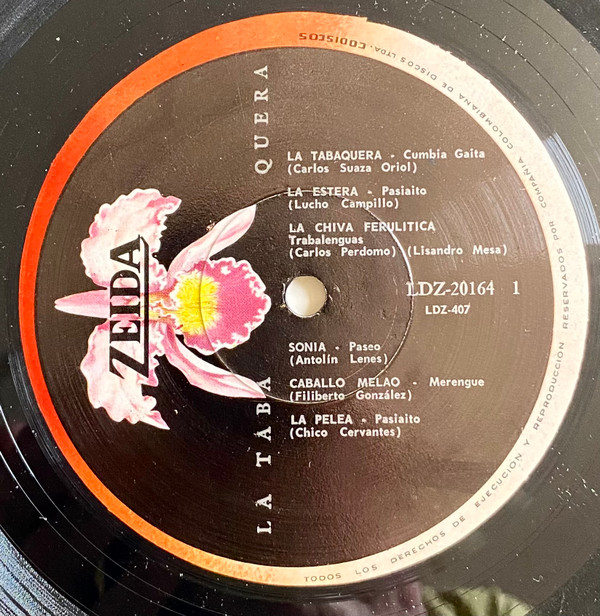 ZEIDA
LA TABAQUERA
LA TABAQUERA - Cumbia Gaita
(Carlos Suaza Oriol)
LA ESTERA - Pasiaito
(Lucho Campillo)
LA CHIVA FERULITICA
Trabalenguas
(Carlos Perdomo) (Lisandro Mesa)
LDZ-20164 1
LDZ-407
SONIA - Paseo
(Antolín Lenes)
CABALLO MELAO - Merengue
(Filiberto González)
LA PELEA - Pasiaito
(Chico Cervantes)
TODOS LOS DERECHOS DE EJECUCION Y REPRODUCCION RESERVADOS POR COMPAÑIA COLOMBIANA DE DISCOS LTDA. CODISCOS